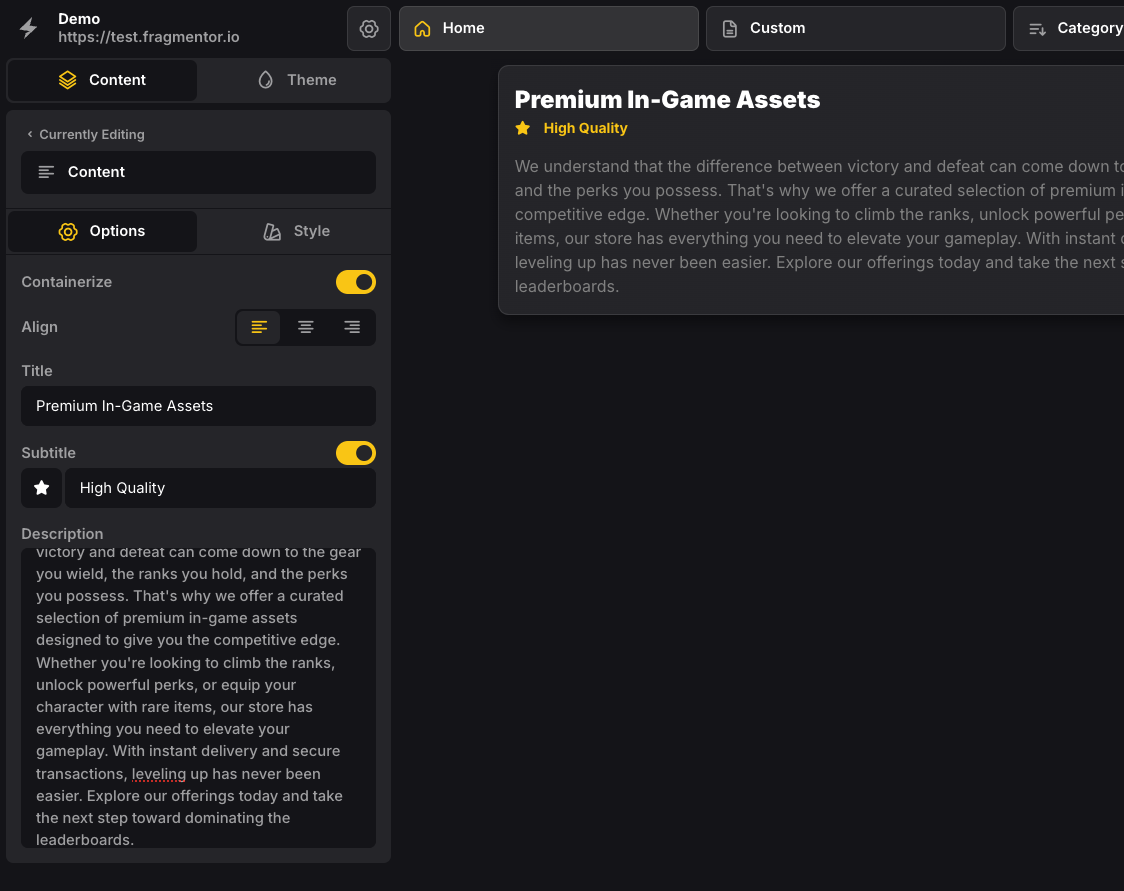 Demo
https://test.fragmentor.io
Home
Custom
Category
Content
Theme
Currently Editing
Content
Options
Style
Containerize
Align
Title
Premium In-Game Assets
Subtitle
High Quality
Description
victory and defeat can come down to the gear
you wield, the ranks you hold, and the perks
you possess. That's why we offer a curated
selection of premium in-game assets
designed to give you the competitive edge.
Whether you're looking to climb the ranks,
unlock powerful perks, or equip your
character with rare items, our store has
everything you need to elevate your
gameplay. With instant delivery and secure
transactions, leveling up has never been
easier. Explore our offerings today and take
the next step toward dominating the
leaderboards.
Premium In-Game Assets
High Quality
We understand that the difference between victory and defeat can come down to
and the perks you possess. That's why we offer a curated selection of premium
competitive edge. Whether you're looking to climb the ranks, unlock powerful
items, our store has everything you need to elevate your gameplay. With instant
leveling up has never been easier. Explore our offerings today and take the next
leaderboards.